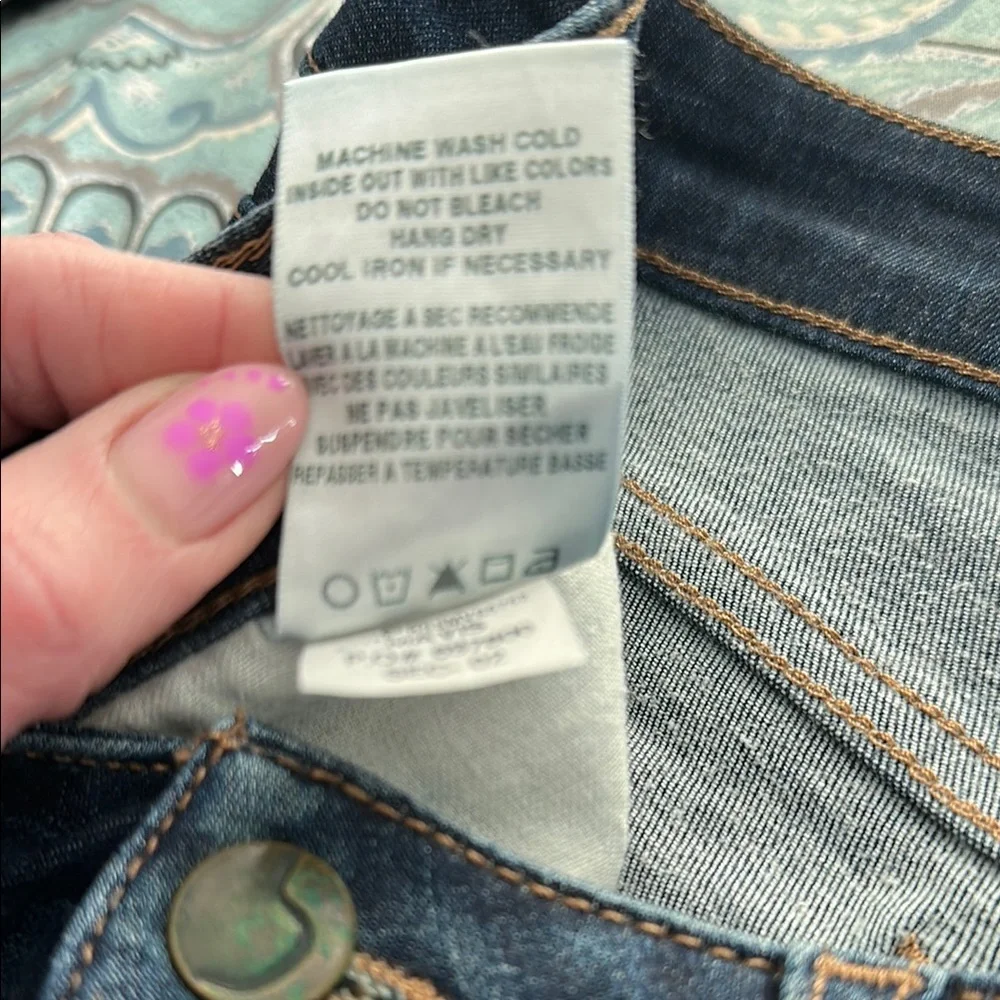 MACHINE WASH COLD
INSIDE OUT WITH LIKE COLORS
DO NOT BLEACH
HANG DRY
COOL IRON IF NECESSARY
NETTOYAGE A SEC RECOMMENDE
LAVER A LA MACHINE A L'EAU FROIDE
AVEC DES COULEURS SIMILAIRES
NE PAS JAVELISER
SUSPENDRE POUR SECHER
REPASSER A TEMPERATURE BASSE